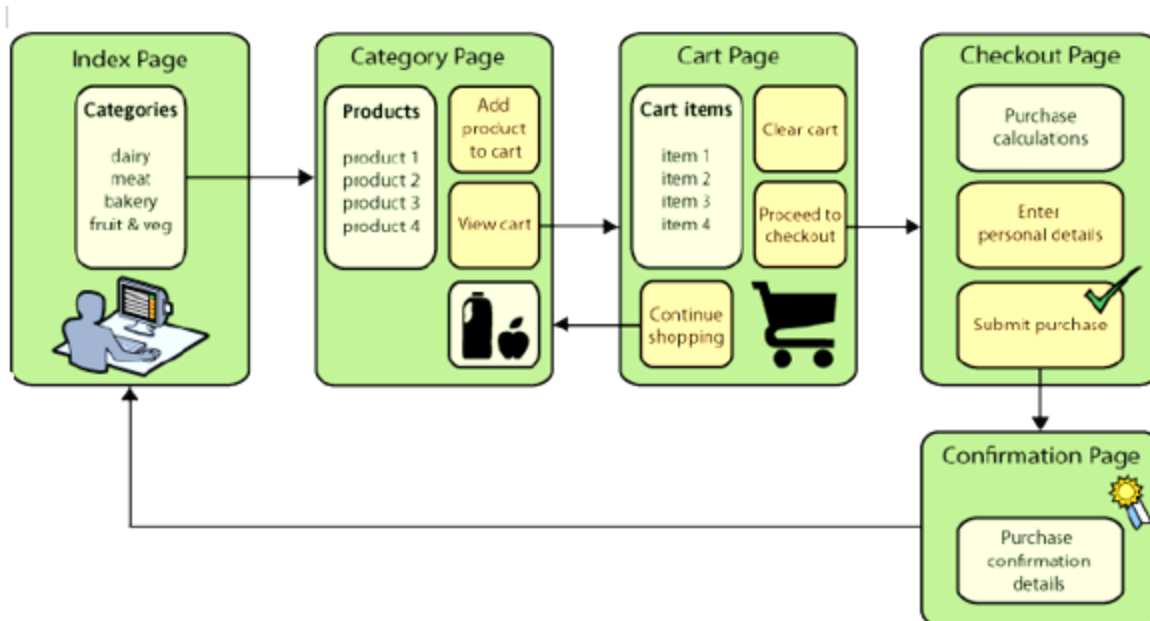 Index Page
Categories
dairy
meat
bakery
fruit & veg
Category Page
Products
product 1
product 2
product 3
product 4
Add
product
to cart
View cart
Cart Page
Cart items
item 1
item 2
item 3
item 4
Clear cart
Proceed to
checkout
Continue
shopping
Checkout Page
Purchase
calculations
Enter
personal details
Submit purchase
Confirmation Page
Purchase
confirmation
details